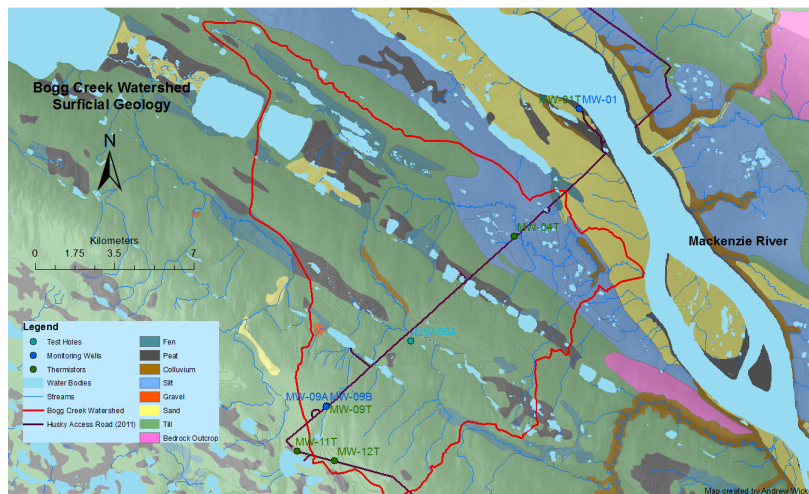 Bogg Creek Watershed
Surficial Geology
N
Kilometers
0 1.75 3.5 7
MW-01T MW-01
MW-04T
Mackenzie River
MW-06A
MW-09A MW-09B
MW-09T
MW-11T
MW-12T
Legend
Test Holes
Monitoring Wells
Thermistors
Water Bodies
Streams
Bogg Creek Watershed
Husky Access Road (2011)
Fen
Peat
Colluvium
Silt
Gravel
Sand
Till
Bedrock Outcrop
Map created by Andrew Wick